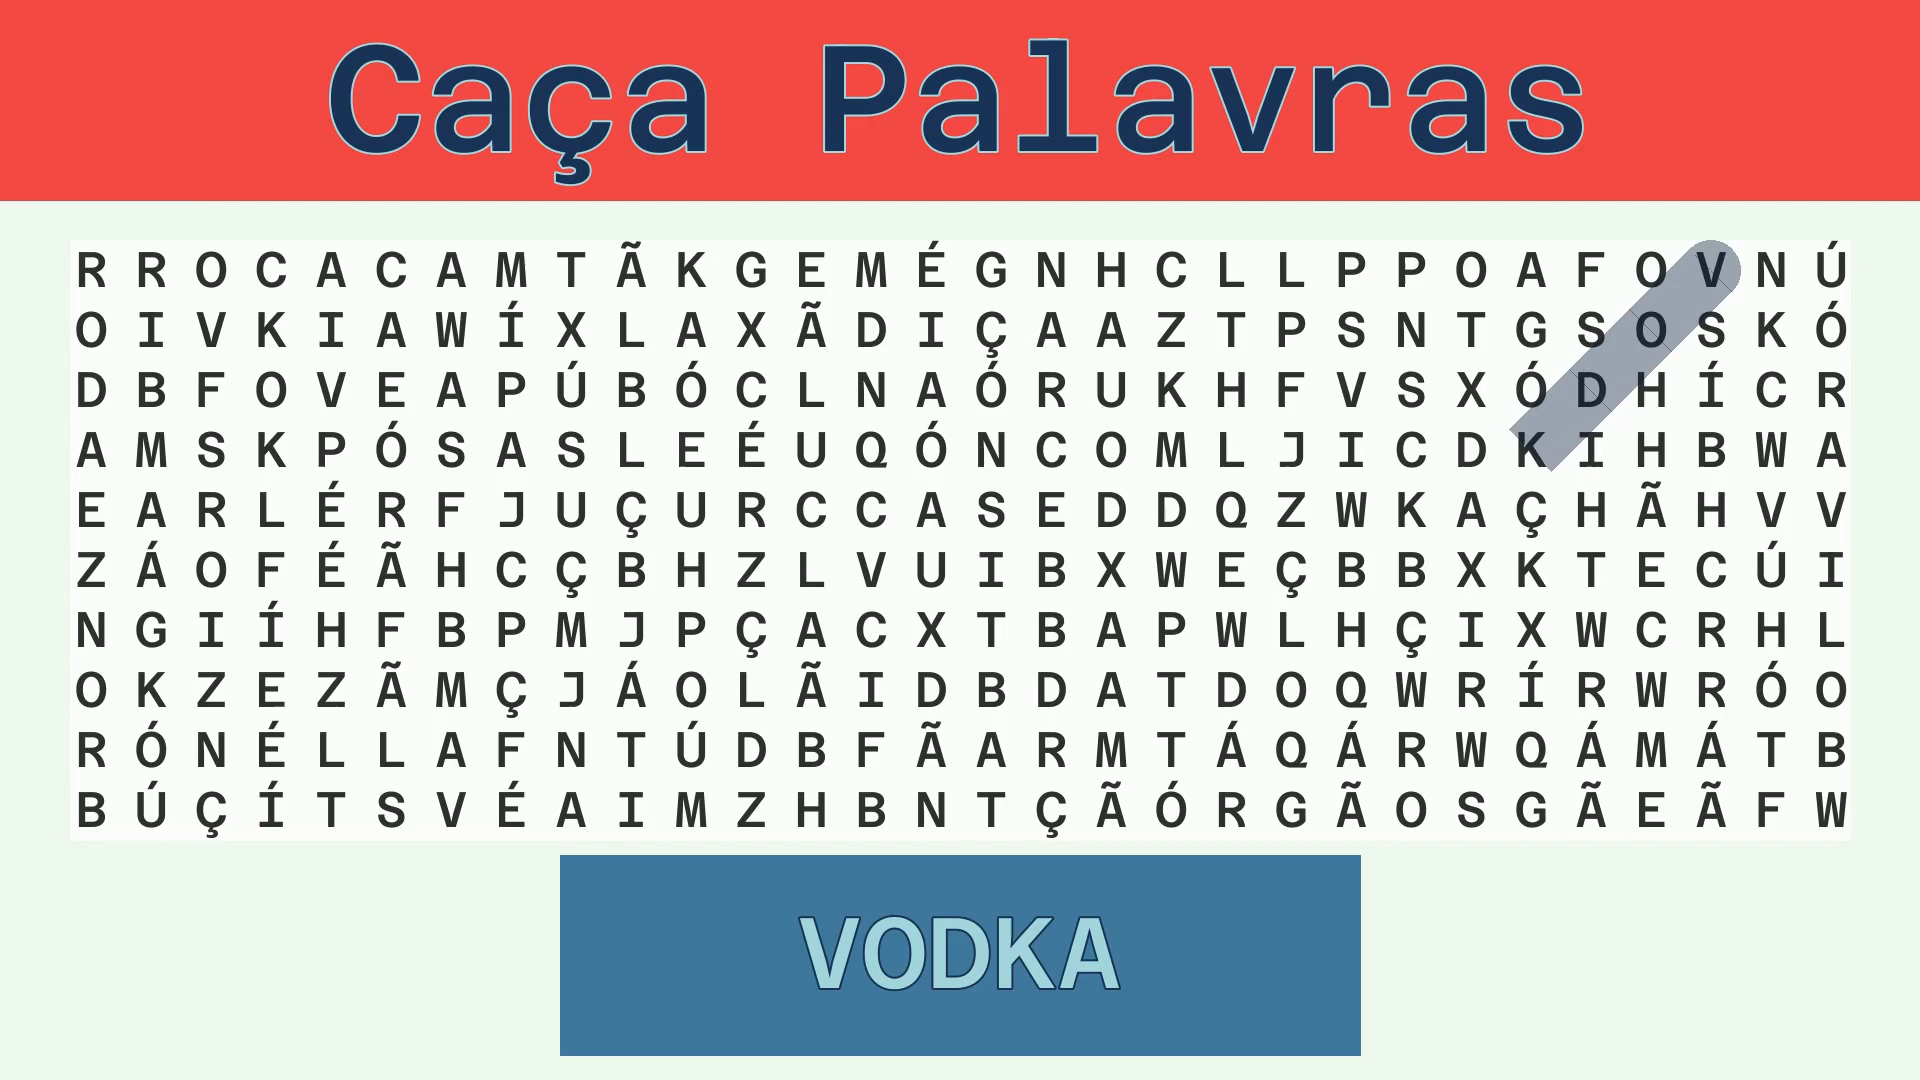 Caça Palavras
R R O C A C A M T Ã K G E M É G N H C L L P P O A F O V N Ú
O I V K I A W Í X L A X Ã D I Ç A A Z T P S N T G S O S K Ó
D B F O V E A P Ú B Ó C L N A Ó R U K H F V S X Ó D H Í C R
A M S K P Ó S A S L E É U Q Ó N C O M L J I C D K I H B W A
E A R L É R F J U Ç U R C C A S E D D Q Z W K A Ç H Ã H V V
Z Á O F É Ã H C Ç B H Z L V U I B X W E Ç B B X K T E C Ú I
N G I Í H F B P M J P Ç A C X T B A P W L H Ç I X W C R H L
O K Z E Z Ã M Ç J Á O L Ã I D B D A T D O Q W R Í R W R Ó O
R Ó N É L L A F N T Ú D B F Ã A R M T Á Q Á R W Q Á M Á T B
B Ú Ç Í T S V É A I M Z H B N T Ç Ã Ó R G Ã O S G Ã E Ã F W
VODKA